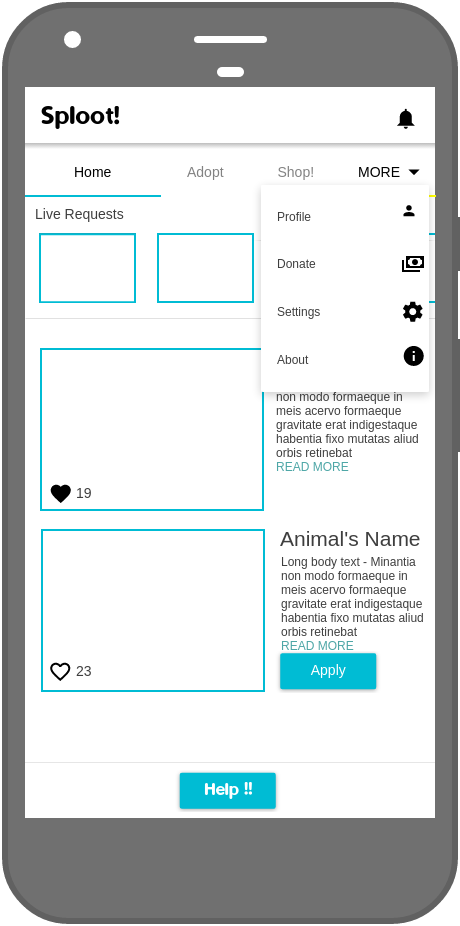 Sploot!
Home
Adopt
Shop!
MORE
Live Requests
Profile
Donate
Settings
About
non modo formaeque in
meis acervo formaeque
gravitate erat indigestaque
habentia fixo mutatas aliud
orbis retinebat
READ MORE
19
Animal's Name
Long body text - Minantia
non modo formaeque in
meis acervo formaeque
gravitate erat indigestaque
habentia fixo mutatas aliud
orbis retinebat
READ MORE
23
Apply
Help !!